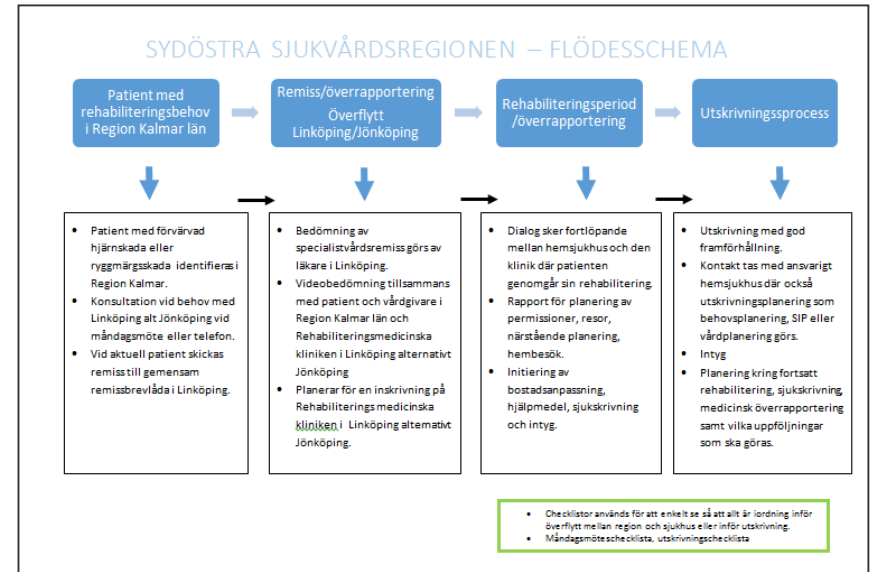 SYDÖSTRA SJUKVÅRDSREGIONEN – FLÖDESSCHEMA
Patient med
rehabiliteringsbehov
i Region Kalmar län
Remiss/överrapportering
Överflytt
Linköping/Jönköping
Rehabiliteringsperiod
/överrapportering
Utskrivningssprocess
• Patient med förvärvad
hjärnskada eller
ryggmärgsskada identifieras i
Region Kalmar.
• Konsultation vid behov med
Linköping alt Jönköping vid
måndagsmöte eller telefon.
• Vid aktuell patient skickas
remiss till gemensam
remissbrevlåda i Linköping.
• Bedömning av
specialistvårdsremiss görs av
läkare i Linköping.
• Videobedömning tillsammans
med patient och vårdgivare i
Region Kalmar län och
Rehabiliteringsmedicinska
kliniken i Linköping alternativt
Jönköping
• Planerar för en inskrivning på
Rehabiliterings medicinska
kliniken i Linköping alternativt
Jönköping.
• Dialog sker fortlöpande
mellan hemsjukhus och den
klinik där patienten
genomgår sin rehabilitering.
• Rapport för planering av
permissioner, resor,
närstående planering,
hembesök.
• Initiering av
bostadsanpassning,
hjälpmedel, sjukskrivning
och intyg.
• Utskrivning med god
framförhållning.
• Kontakt tas med ansvarigt
hemsjukhus där också
utskrivningsplanering som
behovsplanering, SIP eller
vårdplanering görs.
• Intyg
• Planering kring fortsatt
rehabilitering, sjukskrivning,
medicinsk överrapportering
samt vilka uppföljningar
som ska göras.
• Checklistor används för att enkelt se så att allt är iordning inför
överflytt mellan region och sjukhus eller inför utskrivning.
• Måndagsmöteschecklista, utskrivningschecklista